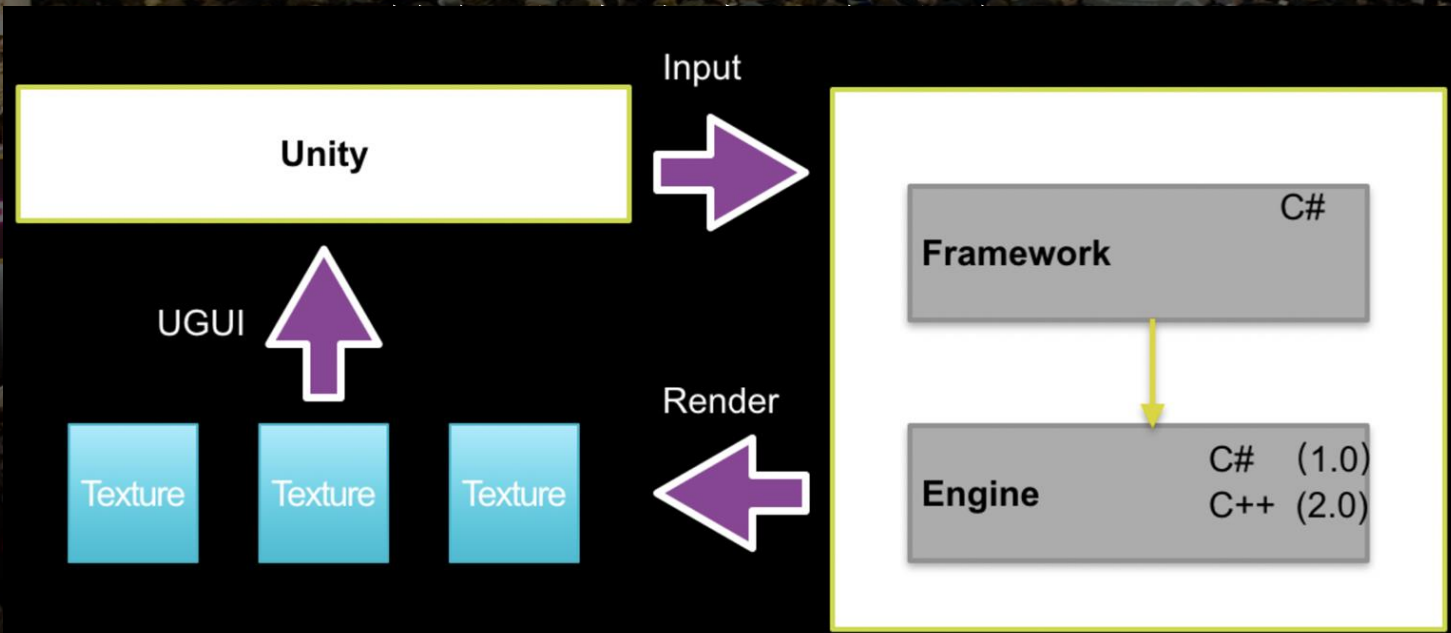 Input
Unity
C#
Framework
UGUI
Render
Texture Texture Texture
Engine
C# (1.0)
C++ (2.0)